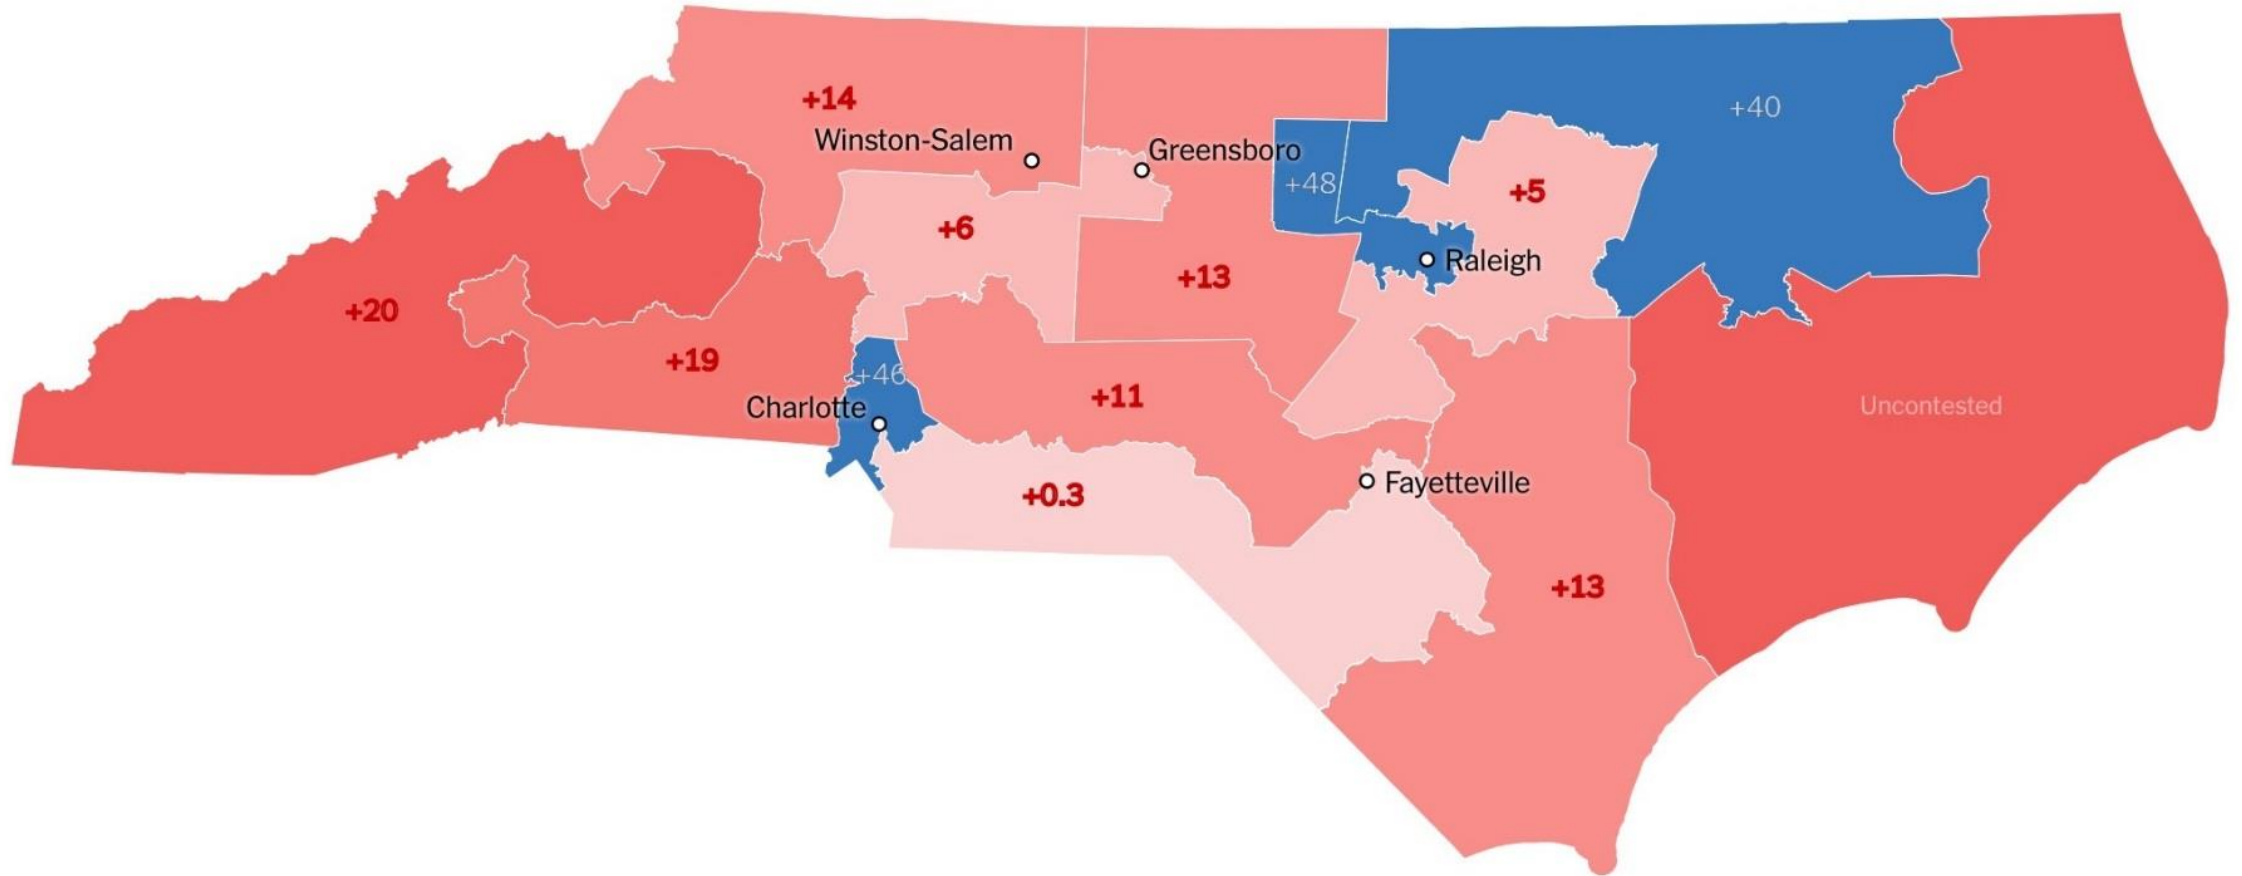 +14
+40
Winston-Salem
Greensboro
+48
+5
+6
Raleigh
+13
+20
+19
+46
+11
Charlotte
Uncontested
Fayetteville
+0.3
+13